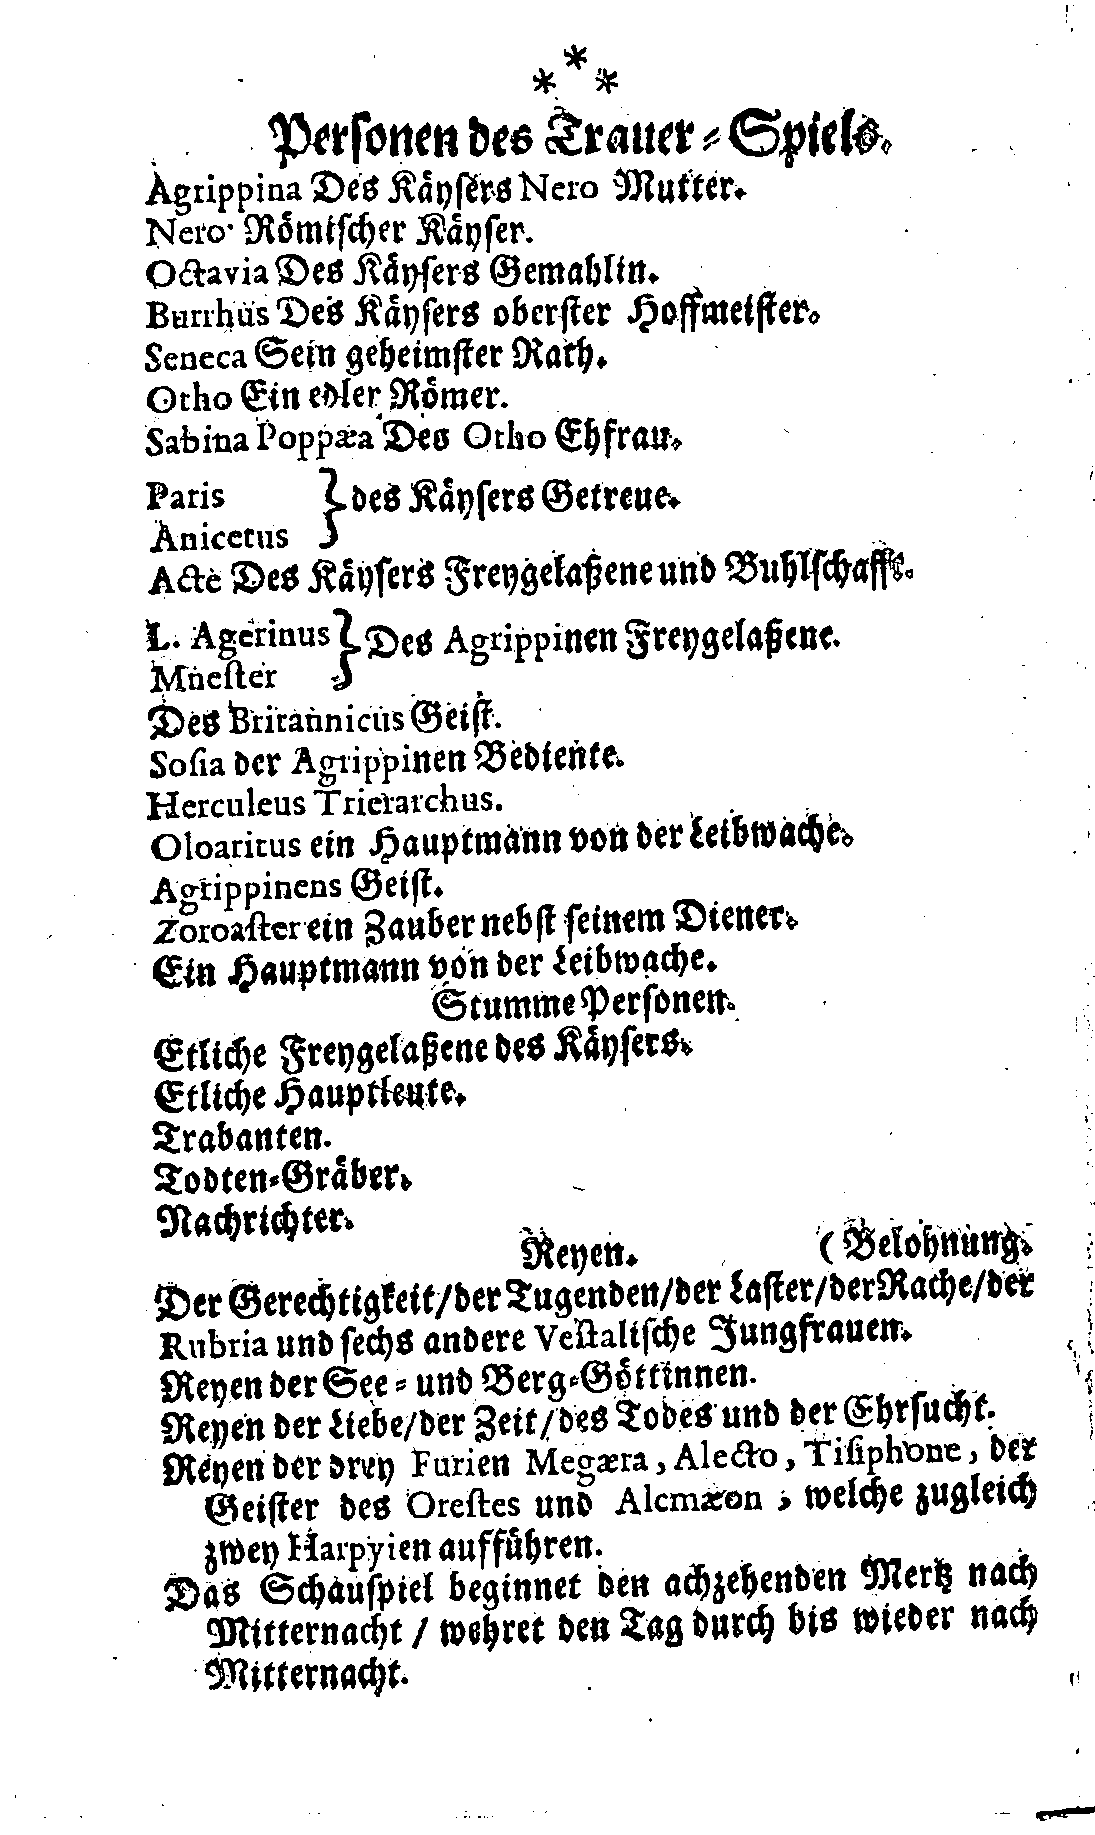 * * *
Personen des Trauer-Spiels.
Agrippina Des Käysers Nero Mutter.
Nero Römischer Käyser.
Octavia Des Käysers Gemahlin.
Burrhus Des Käysers oberster Hoffmeister.
Seneca Sein geheimster Rath.
Otho Ein edler Römer.
Sabina Poppæa Des Otho Ehfrau.
Paris } des Käysers Getreue.
Anicetus
Acte Des Käysers Freygelaßene und Buhlschafft.
L. Agerinus } Des Agrippinen Freygelaßene.
Mnester
Des Britannicus Geist.
Sosia der Agrippinen Bediente.
Herculeus Trierarchus.
Oloaritus ein Hauptmann von der Leibwache.
Agrippinens Geist.
Zoroaster ein Zauber nebst seinem Diener.
Ein Hauptmann von der Leibwache.
Stumme Personen.
Etliche Freygelaßene des Käysers.
Etliche Hauptleute.
Trabanten.
Todten-Gräber.
Nachrichter.
Reyen. (Belohnung.
Der Gerechtigkeit/der Tugenden/der Laster/der Rache/der
Rubria und sechs andere Vestalische Jungfrauen.
Reyen der See- und Berg-Göttinnen.
Reyen der Liebe/der Zeit/des Todes und der Ehrsucht.
Reyen der drey Furien Megæra, Alecto, Tisiphone, der
Geister des Orestes und Alcmæon, welche zugleich
zwey Harpyien aufführen.
Das Schauspiel beginnet den achzehenden Mertz nach
Mitternacht / wehret den Tag durch bis wieder nach
Mitternacht.